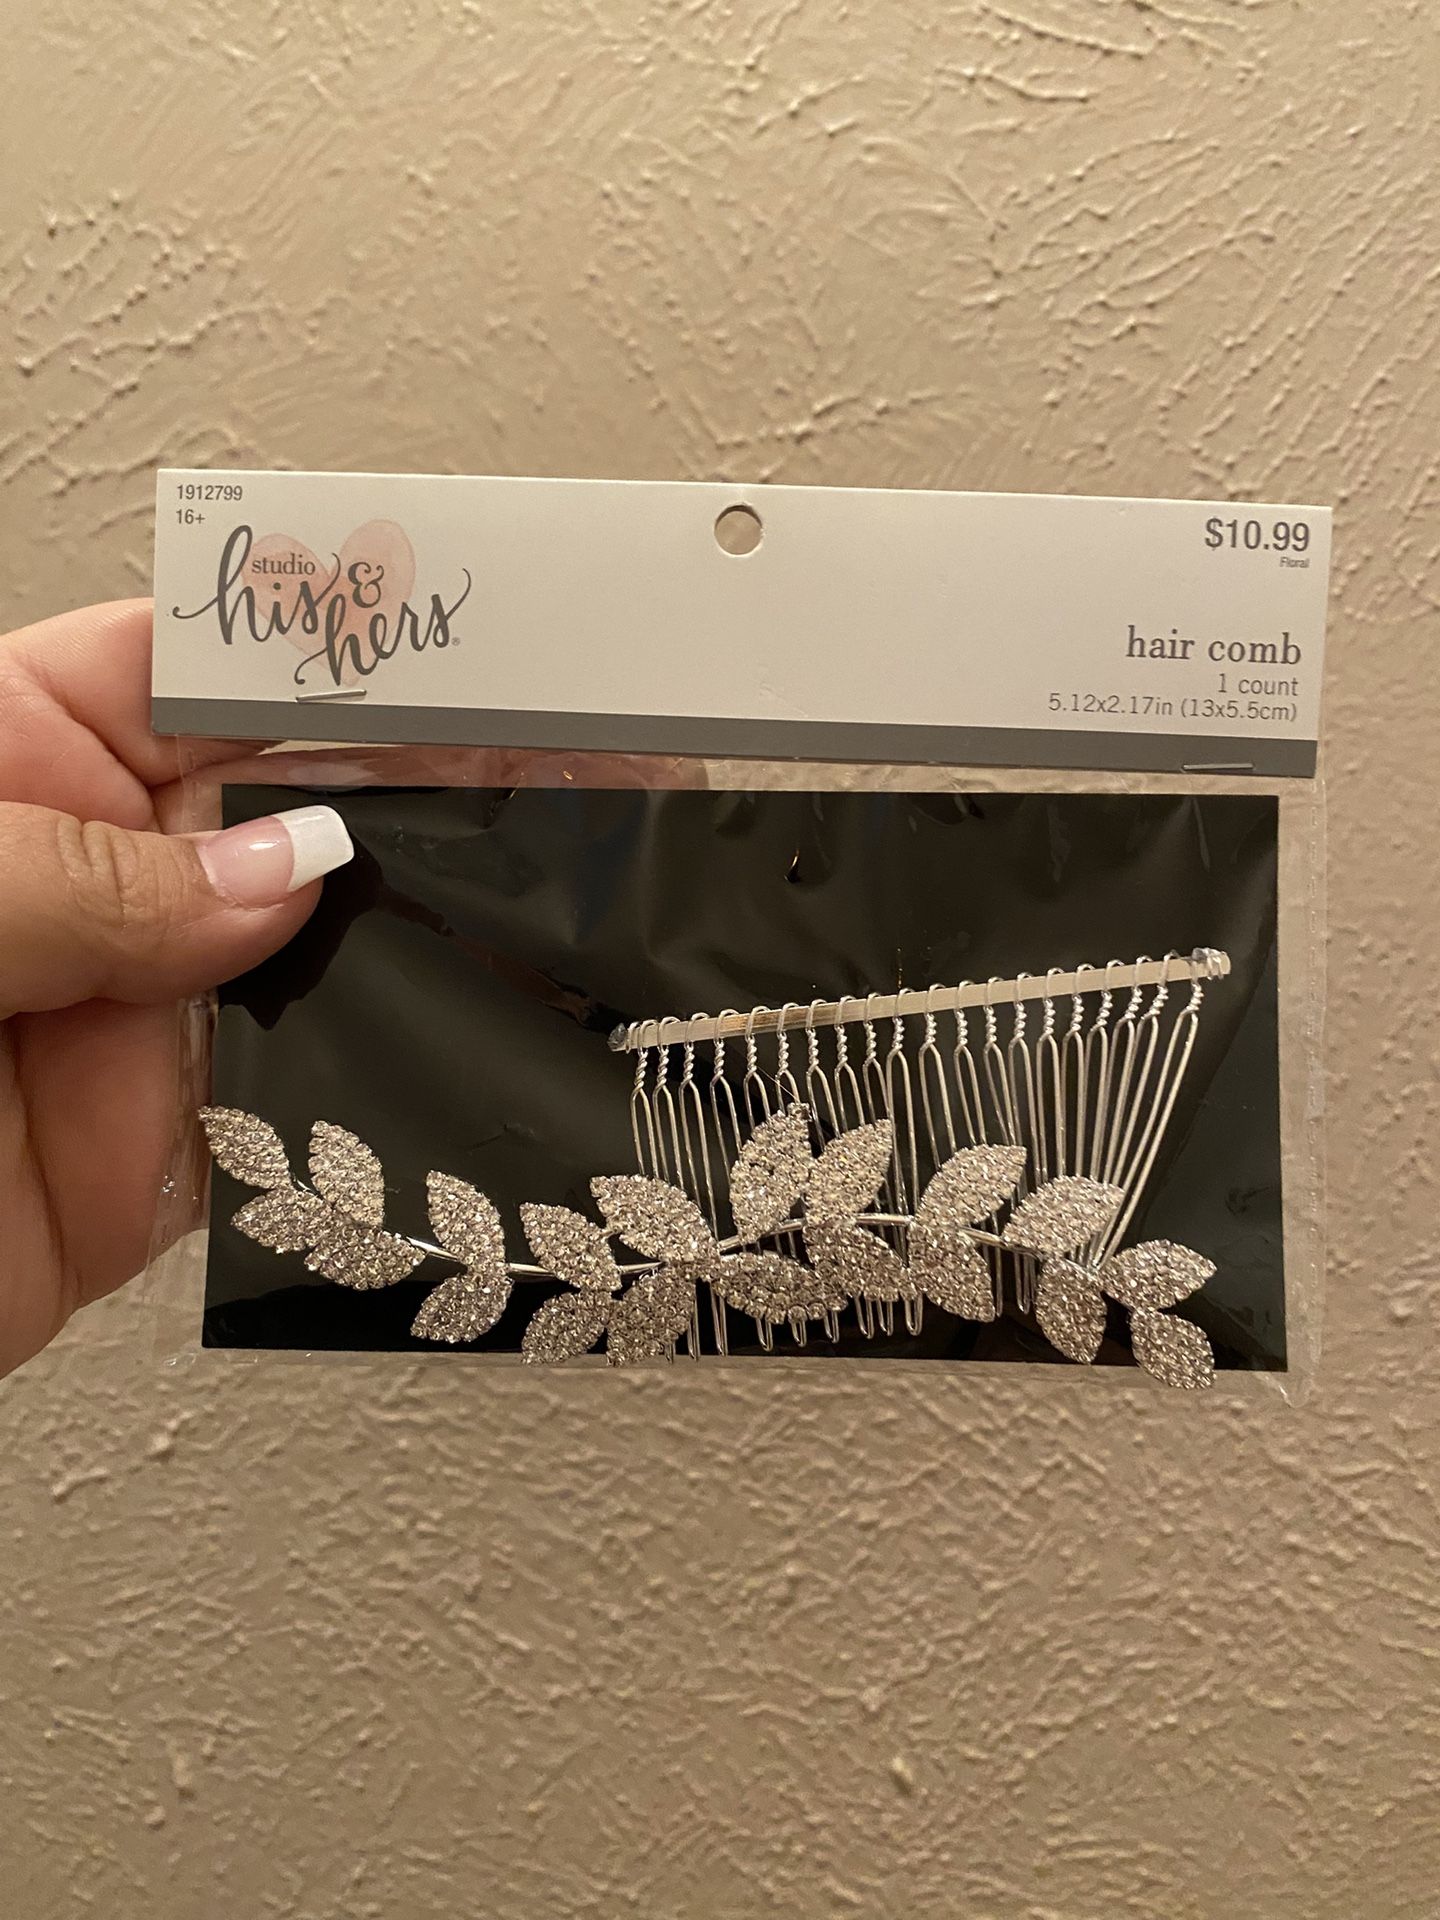 1912799
16+
studio
his &
hers®
$10.99
Floral
hair comb
1 count
5.12x2.17in (13x5.5cm)